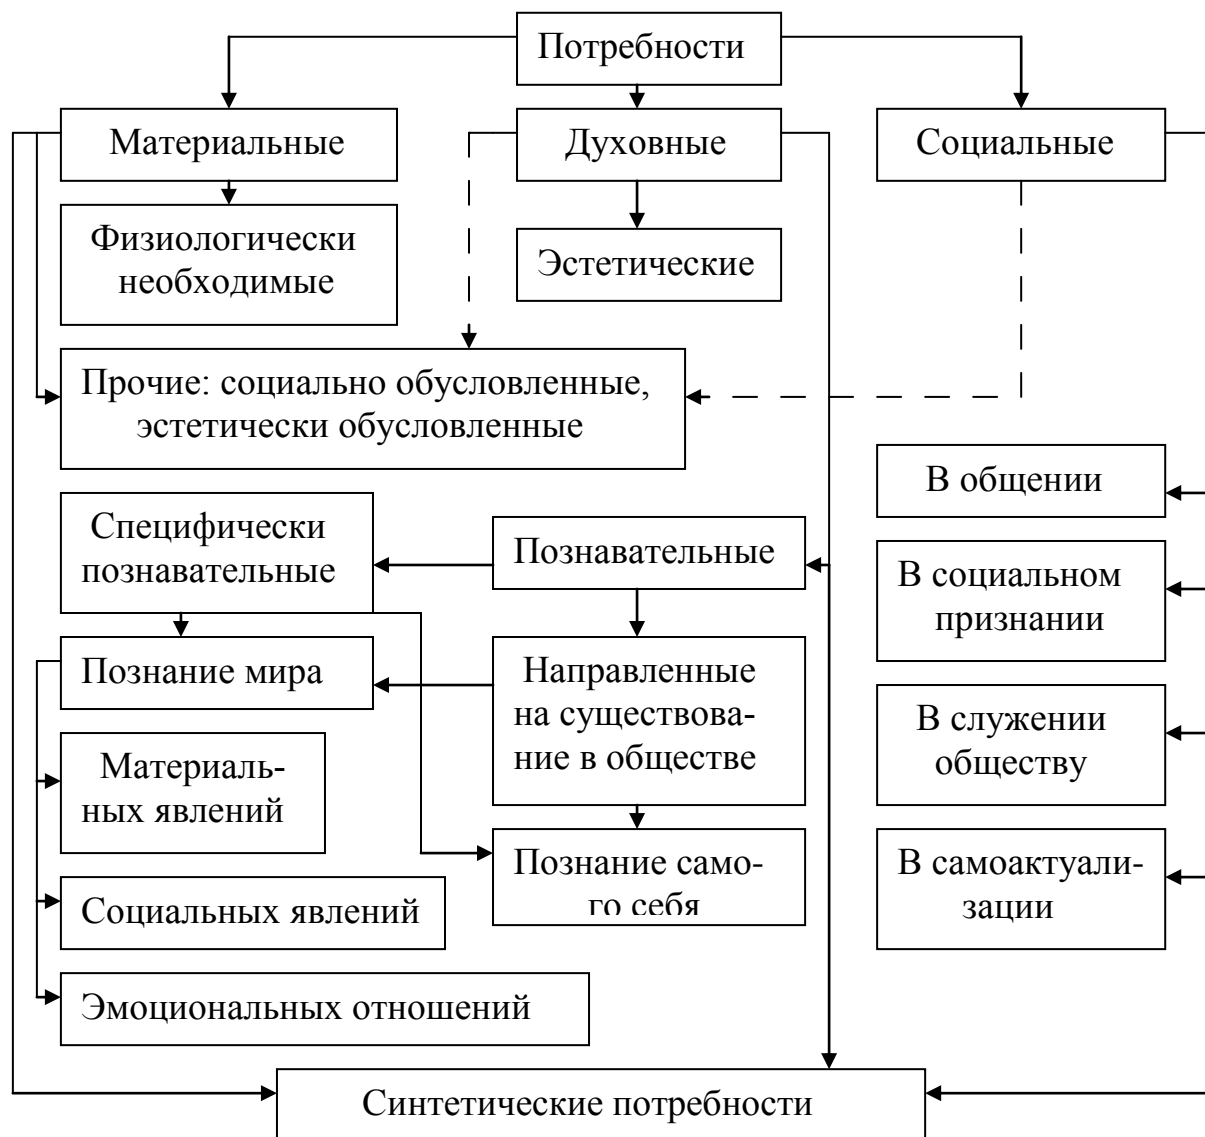 Потребности
Материальные
Духовные
Социальные
Физиологически
необходимые
Эстетические
Прочие: социально обусловленные,
эстетически обусловленные
В общении
Специфически
познавательные
Познавательные
В социальном
признании
Познание мира
Направленные
на существова-
ние в обществе
В служении
обществу
Материаль-
ных явлений
Познание само-
го себя
В самоактуали-
зации
Социальных явлений
Эмоциональных отношений
Синтетические потребности